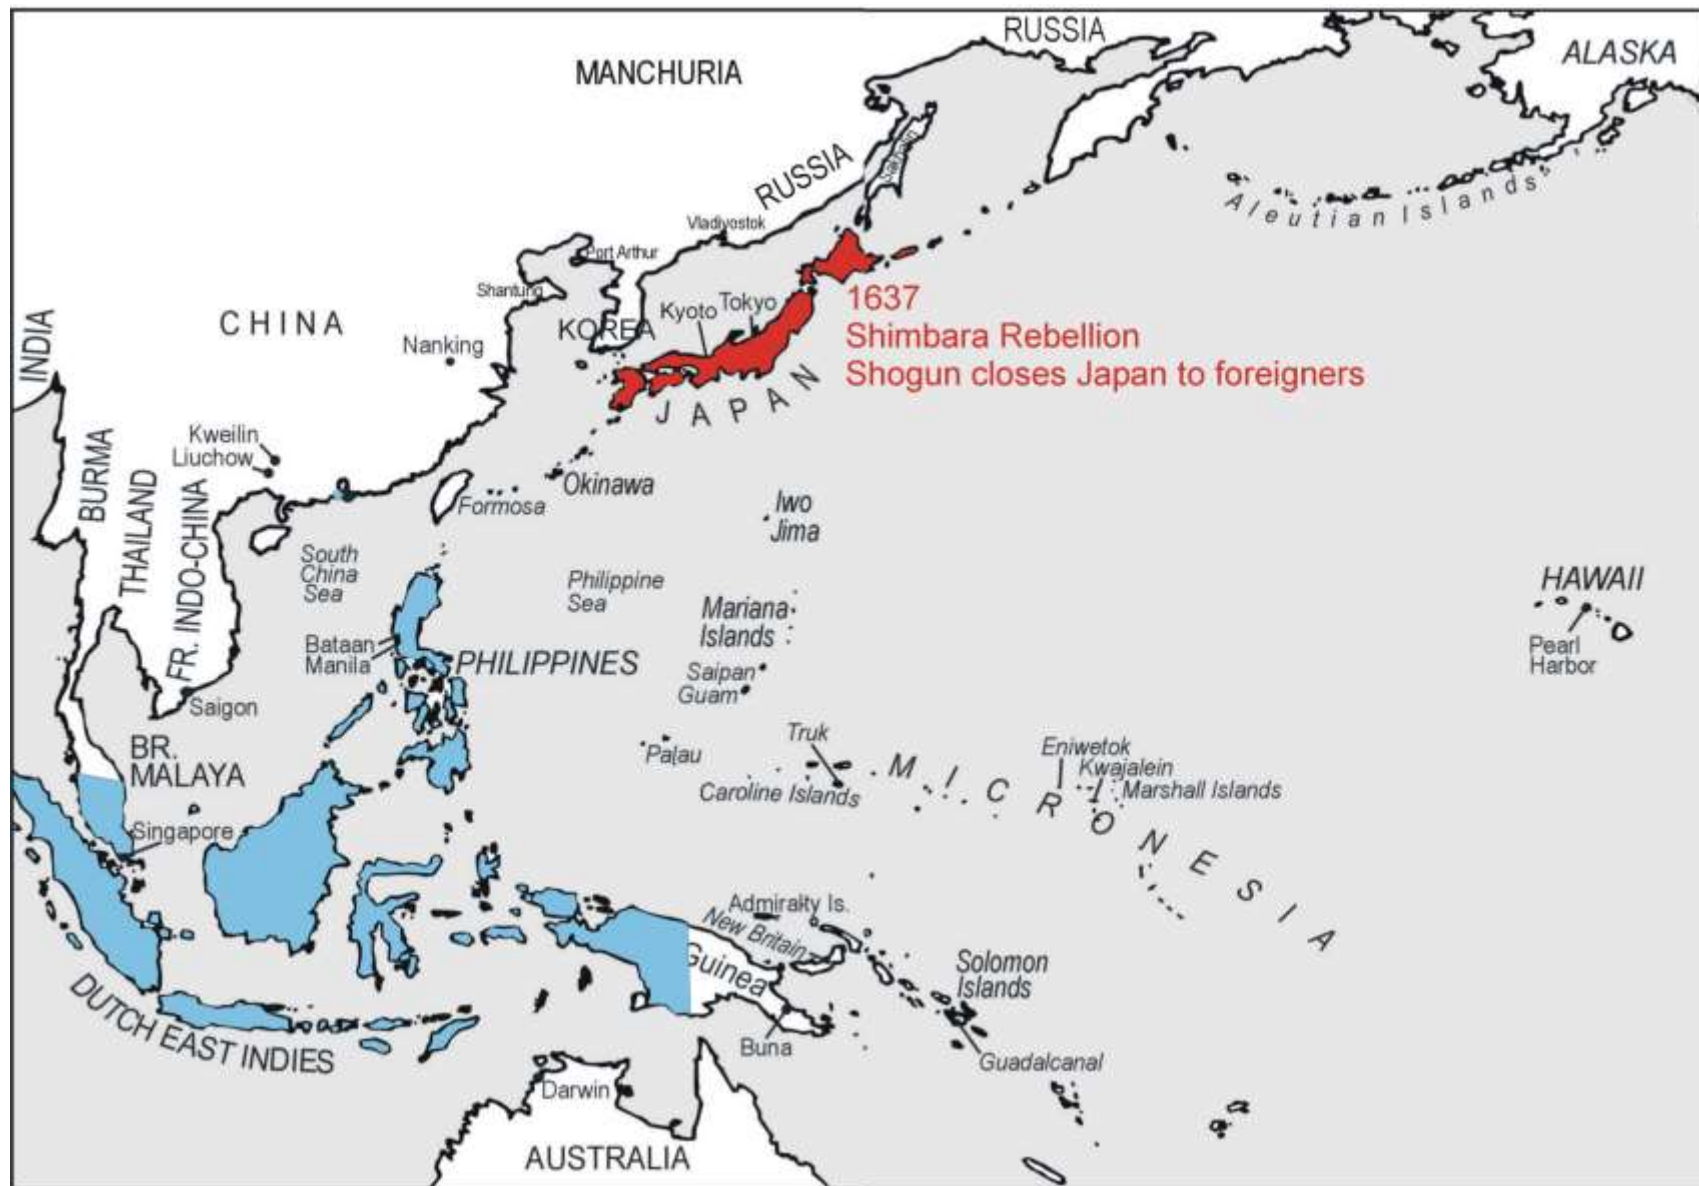 RUSSIA
ALASKA
MANCHURIA
RUSSIA
Sakhalin
Aleutian Islands
Vladiyostok
Port Arthur
Shantung
CHINA
INDIA
KOREA
Kyoto
Tokyo
Nanking
1637
Shimbara Rebellion
Shogun closes Japan to foreigners
JAPAN
Kweilin
Liuchow
BURMA
THAILAND
FR. INDO-CHINA
Formosa
Okinawa
Iwo
Jima
South
China
Sea
Philippine
Sea
HAWAII
Mariana
Islands
Pearl
Harbor
Bataan
Manila
PHILIPPINES
Saipan
Guam
Saigon
Truk
Palau
BR.
MALAYA
Eniwetok
Kwajalein
Marshall Islands
Caroline Islands
MICRONESIA
Singapore
Admiralty Is.
New Britain
Guinea
Solomon
Islands
DUTCH EAST INDIES
Buna
Guadalcanal
Darwin
AUSTRALIA